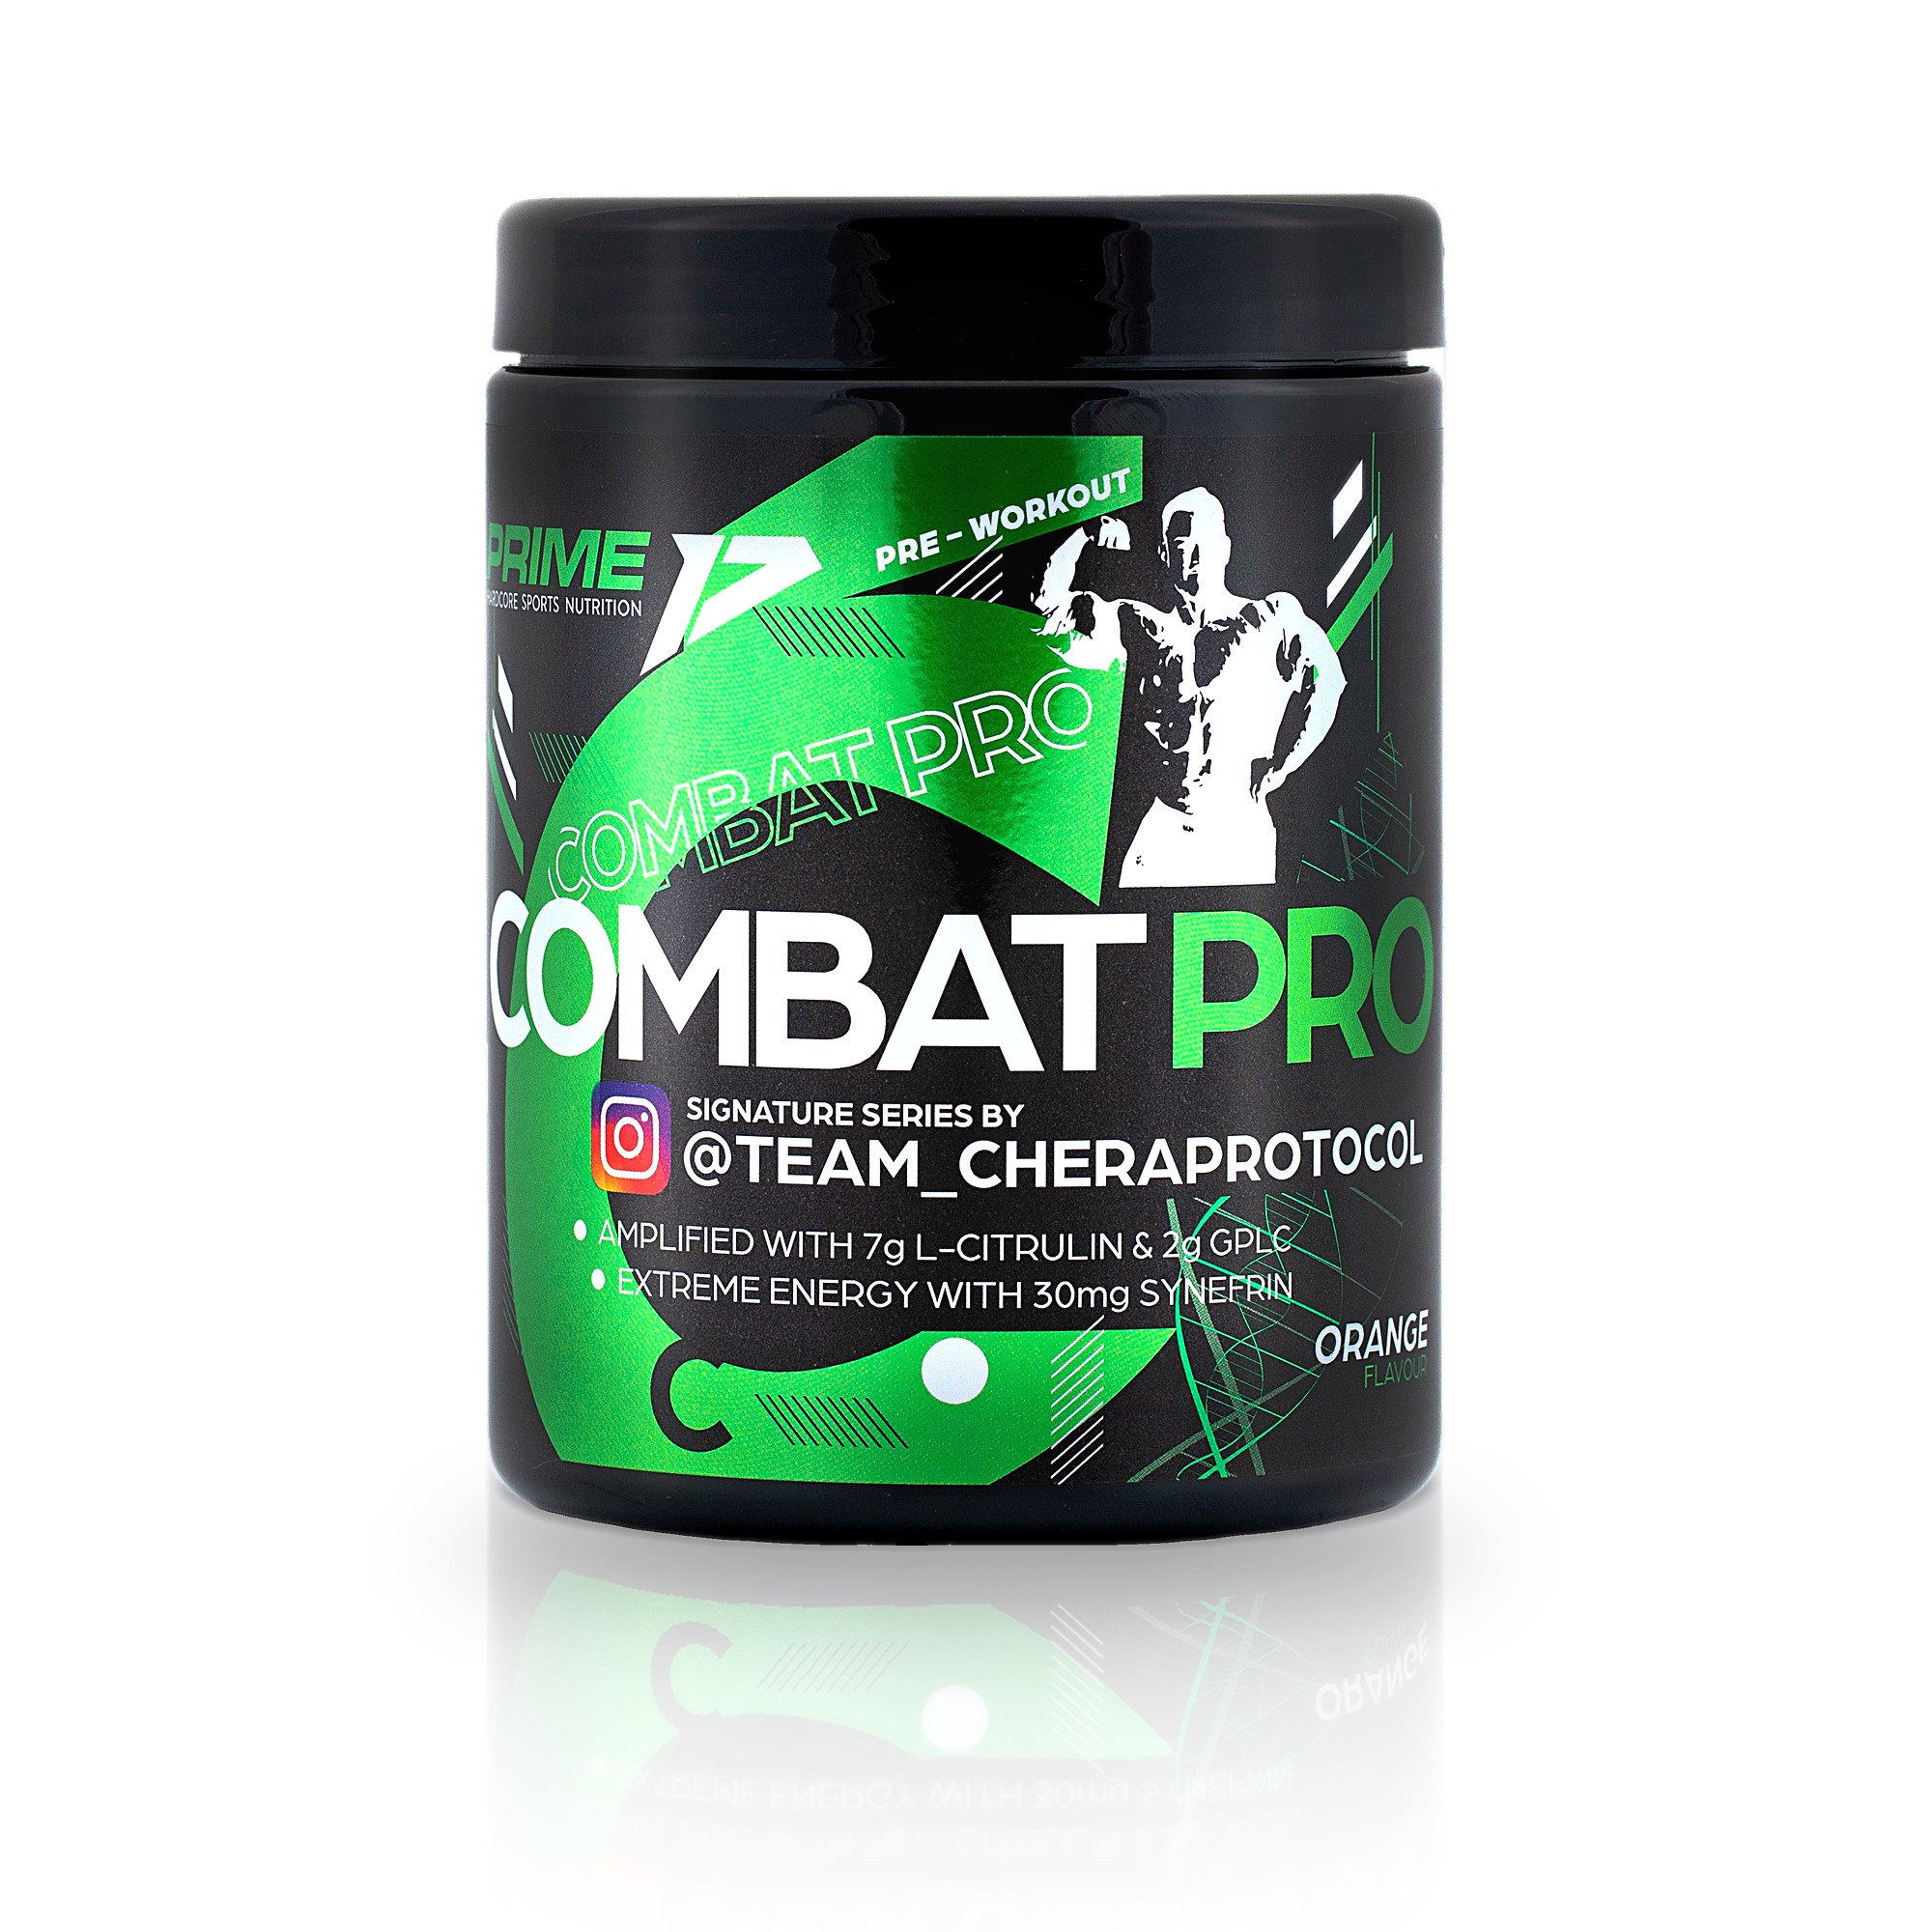 PRE – WORKOUT
PRIME
HARDCORE SPORTS NUTRITION
COMBAT PRO
COMBAT PRO
SIGNATURE SERIES BY
@TEAM_CHERAPROTOCOL
AMPLIFIED WITH 7g L–CITRULIN & 2g GPLC
EXTREME ENERGY WITH 30mg SYNEFRIN
ORANGE
FLAVOUR
C